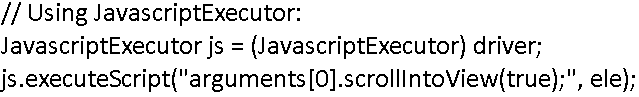 // Using JavascriptExecutor:
JavascriptExecutor js = (JavascriptExecutor) driver;
js.executeScript("arguments[0].scrollIntoView(true);", ele);